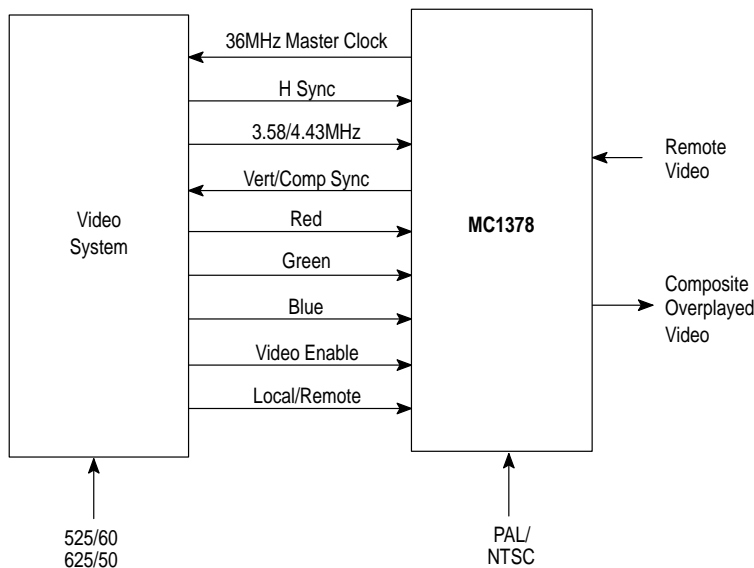 36MHz Master Clock
H Sync
3.58/4.43MHz
Vert/Comp Sync
Red
Green
Blue
Video Enable
Local/Remote
Video
System
MC1378
Remote
Video
Composite
Overplayed
Video
525/60
625/50
PAL/
NTSC